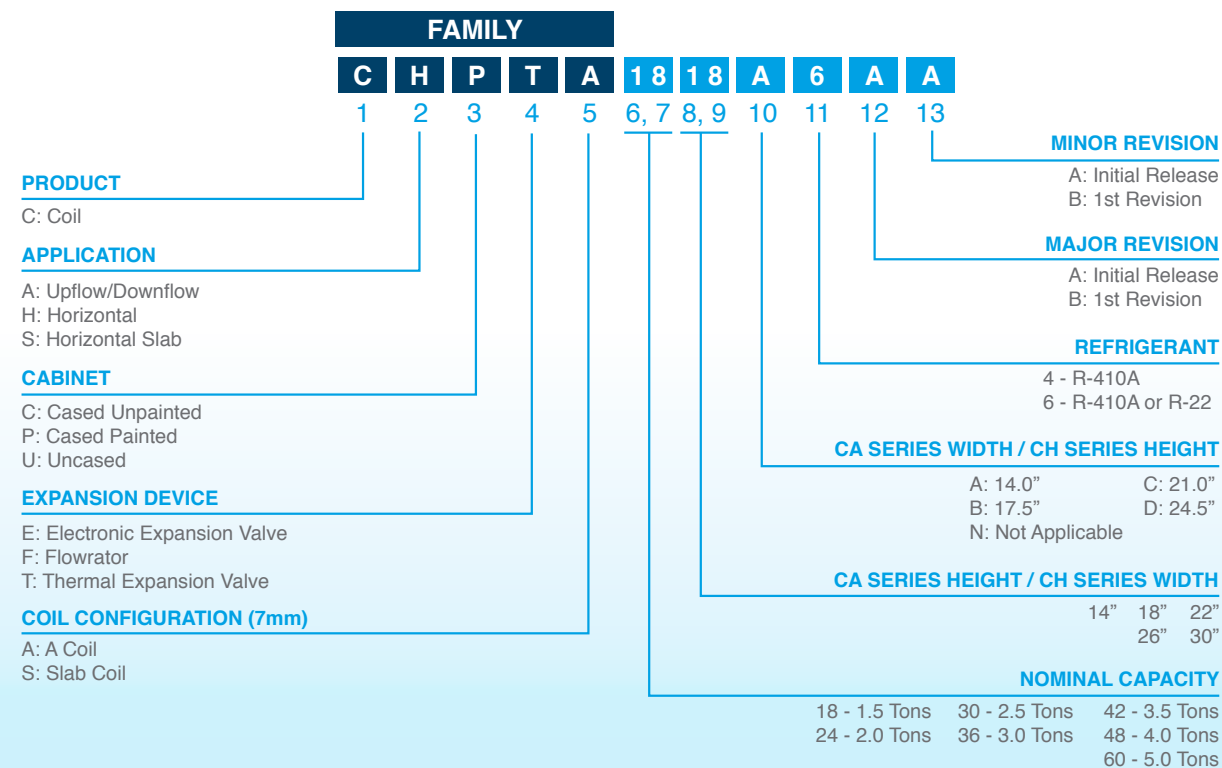 FAMILY
C H P T A 18 18 A 6 A A
1 2 3 4 5 6, 7 8, 9 10 11 12 13
PRODUCT
C: Coil
APPLICATION
A: Upflow/Downflow
H: Horizontal
S: Horizontal Slab
CABINET
C: Cased Unpainted
P: Cased Painted
U: Uncased
EXPANSION DEVICE
E: Electronic Expansion Valve
F: Flowrator
T: Thermal Expansion Valve
COIL CONFIGURATION (7mm)
A: A Coil
S: Slab Coil
MINOR REVISION
A: Initial Release
B: 1st Revision
MAJOR REVISION
A: Initial Release
B: 1st Revision
REFRIGERANT
4 - R-410A
6 - R-410A or R-22
CA SERIES WIDTH / CH SERIES HEIGHT
A: 14.0” C: 21.0”
B: 17.5” D: 24.5”
N: Not Applicable
CA SERIES HEIGHT / CH SERIES WIDTH
14” 18” 22”
26” 30”
NOMINAL CAPACITY
18 - 1.5 Tons 30 - 2.5 Tons 42 - 3.5 Tons
24 - 2.0 Tons 36 - 3.0 Tons 48 - 4.0 Tons
60 - 5.0 Tons